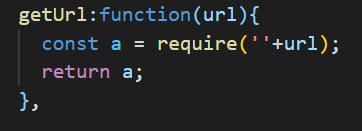 getUrl:function(url){
const a = require(''+url);
return a;
},